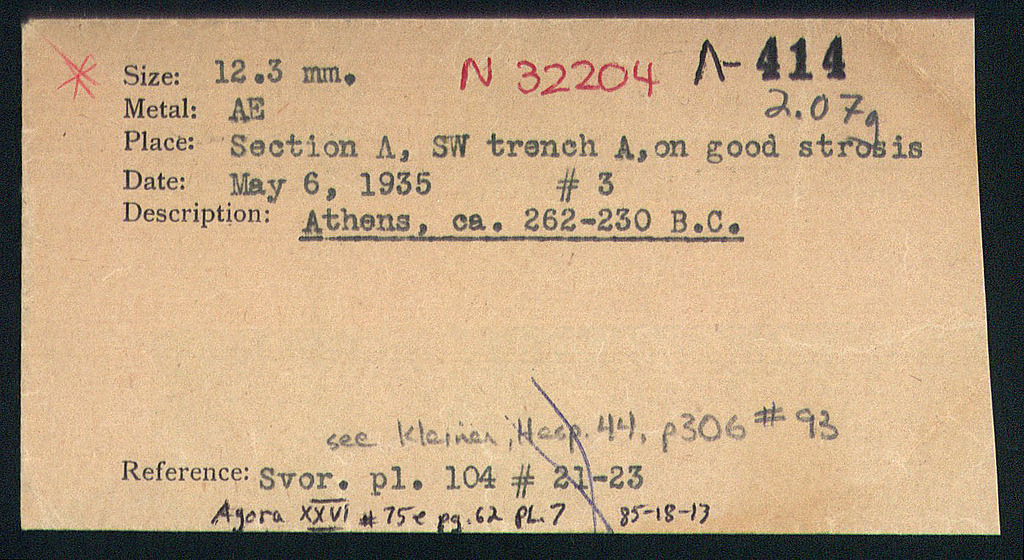 Size: 12.3 mm. N 32204 Λ-414
Metal: AE 2.07g
Place: Section Λ, SW trench A, on good strosis
Date: May 6, 1935 # 3
Description: Athens, ca. 262-230 B.C.
see Kleiner, Hesp. 44, p306 # 93
Reference: Svor. pl. 104 # 21-23
Agora XXVI # 75e pg. 62 PL. 7 85-18-13